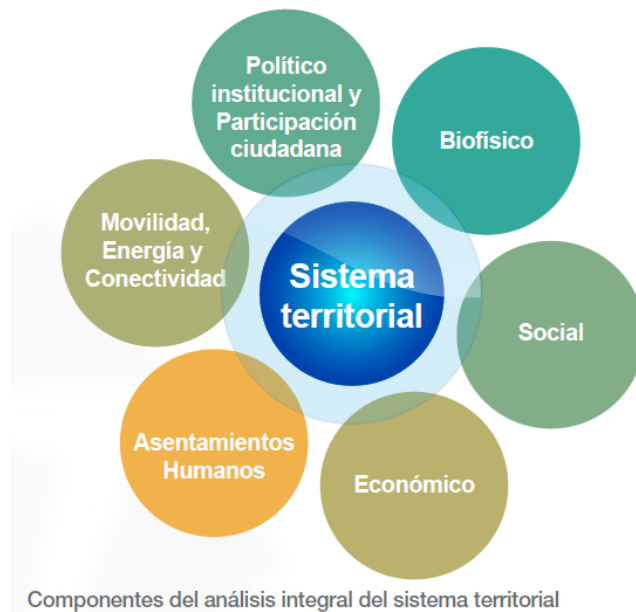 Político
institucional y
Participación
ciudadana
Biofísico
Movilidad,
Energía y
Conectividad
Sistema
territorial
Social
Asentamientos
Humanos
Económico
Componentes del análisis integral del sistema territorial